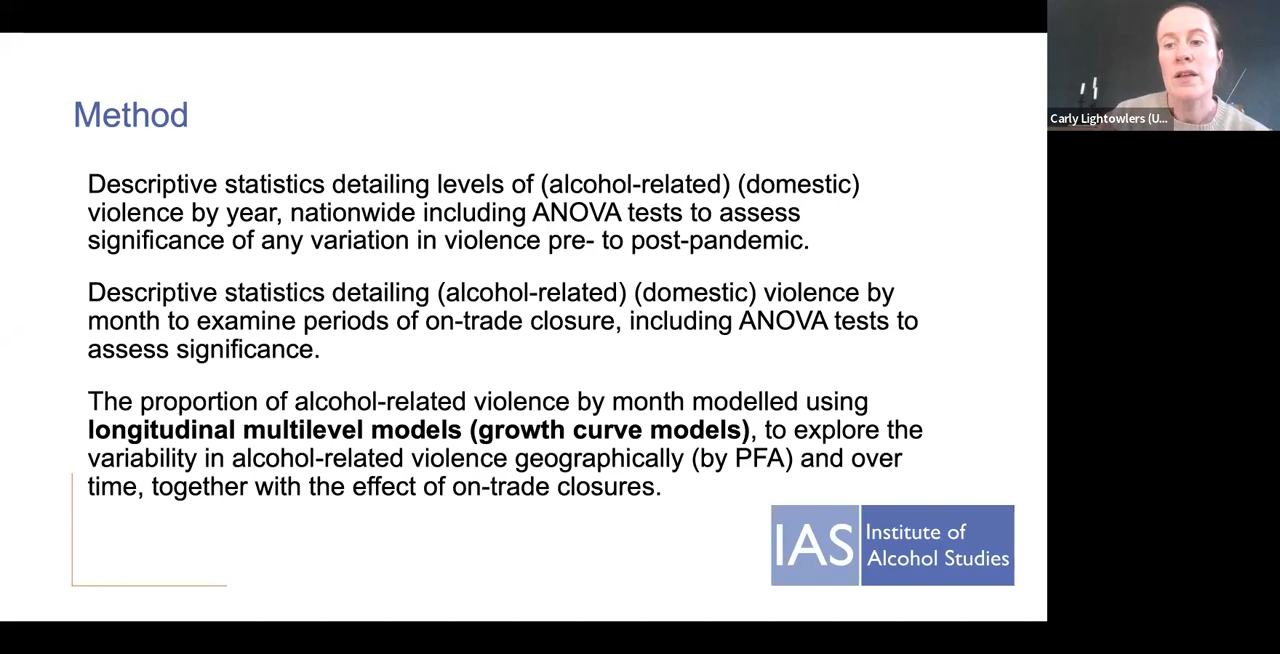 Method
Descriptive statistics detailing levels of (alcohol-related) (domestic)
violence by year, nationwide including ANOVA tests to assess
significance of any variation in violence pre- to post-pandemic.
Descriptive statistics detailing (alcohol-related) (domestic) violence by
month to examine periods of on-trade closure, including ANOVA tests to
assess significance.
The proportion of alcohol-related violence by month modelled using
longitudinal multilevel models (growth curve models), to explore the
variability in alcohol-related violence geographically (by PFA) and over
time, together with the effect of on-trade closures.
IAS
Institute of
Alcohol Studies
Carly Lightowlers (U...